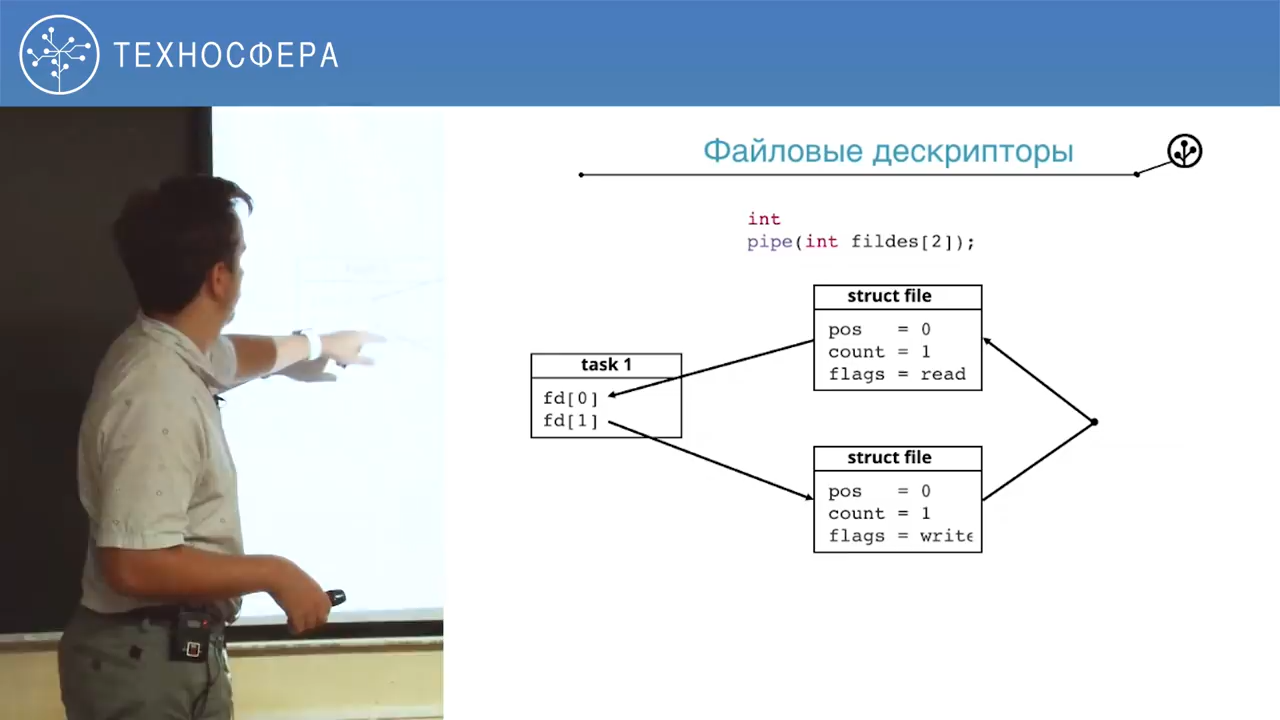 ТЕХНОСФЕРА
Файловые дескрипторы
int
pipe(int fildes[2]);
struct file
pos = 0
count = 1
flags = read
task 1
fd[0]
fd[1]
struct file
pos = 0
count = 1
flags = write